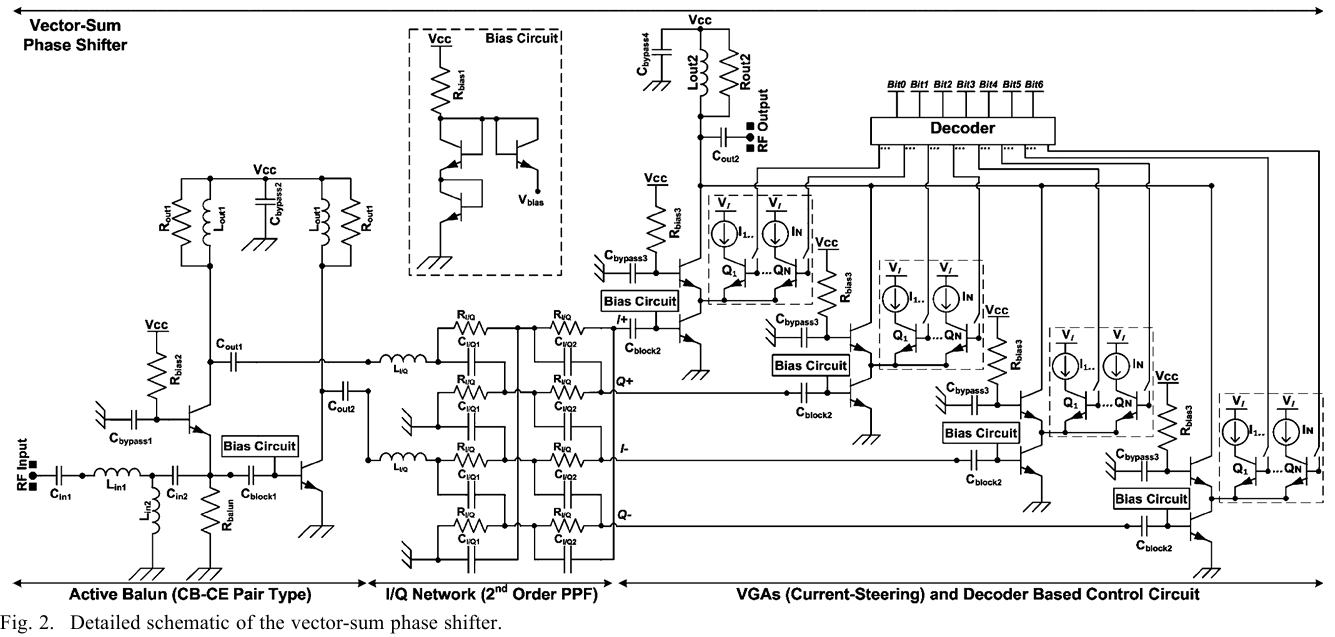 Vector-Sum
Phase Shifter
Vcc
Bias Circuit
Rbias1
Vbias
Vcc
Cbypass4
Lout2
Rout2
Cout2
RF Output
Bit0 Bit1 Bit2 Bit3 Bit4 Bit5 Bit6
Decoder
Vcc
Rout1
Lout1
Cbypass2
Lout1
Rout1
Vcc
Rbias2
Cout1
Cout2
Cbypass1
Bias Circuit
RF Input
Cin1
Lin1
Lin2
Cin2
Rbalun
Cblock1
LI/Q
LI/Q
RI/Q RI/Q
CI/Q1 CI/Q2
RI/Q RI/Q
CI/Q1 CI/Q2
RI/Q RI/Q
CI/Q1 CI/Q2
RI/Q RI/Q
CI/Q1 CI/Q2
I+
Q+
I-
Q-
Vcc
Rbias3
Cbypass3
Bias Circuit
Cblock2
VI VI
I1.. IN
Q1 ...QN
Vcc
Rbias3
Cbypass3
Bias Circuit
Cblock2
VI VI
I1.. IN
Q1 ...QN
Vcc
Rbias3
Cbypass3
Bias Circuit
Cblock2
VI VI
I1.. IN
Q1 ...QN
Vcc
Rbias3
Cbypass3
Bias Circuit
Cblock2
VI VI
I1.. IN
Q1 ...QN
Active Balun (CB-CE Pair Type)
I/Q Network (2nd Order PPF)
VGAs (Current-Steering) and Decoder Based Control Circuit
Fig. 2. Detailed schematic of the vector-sum phase shifter.